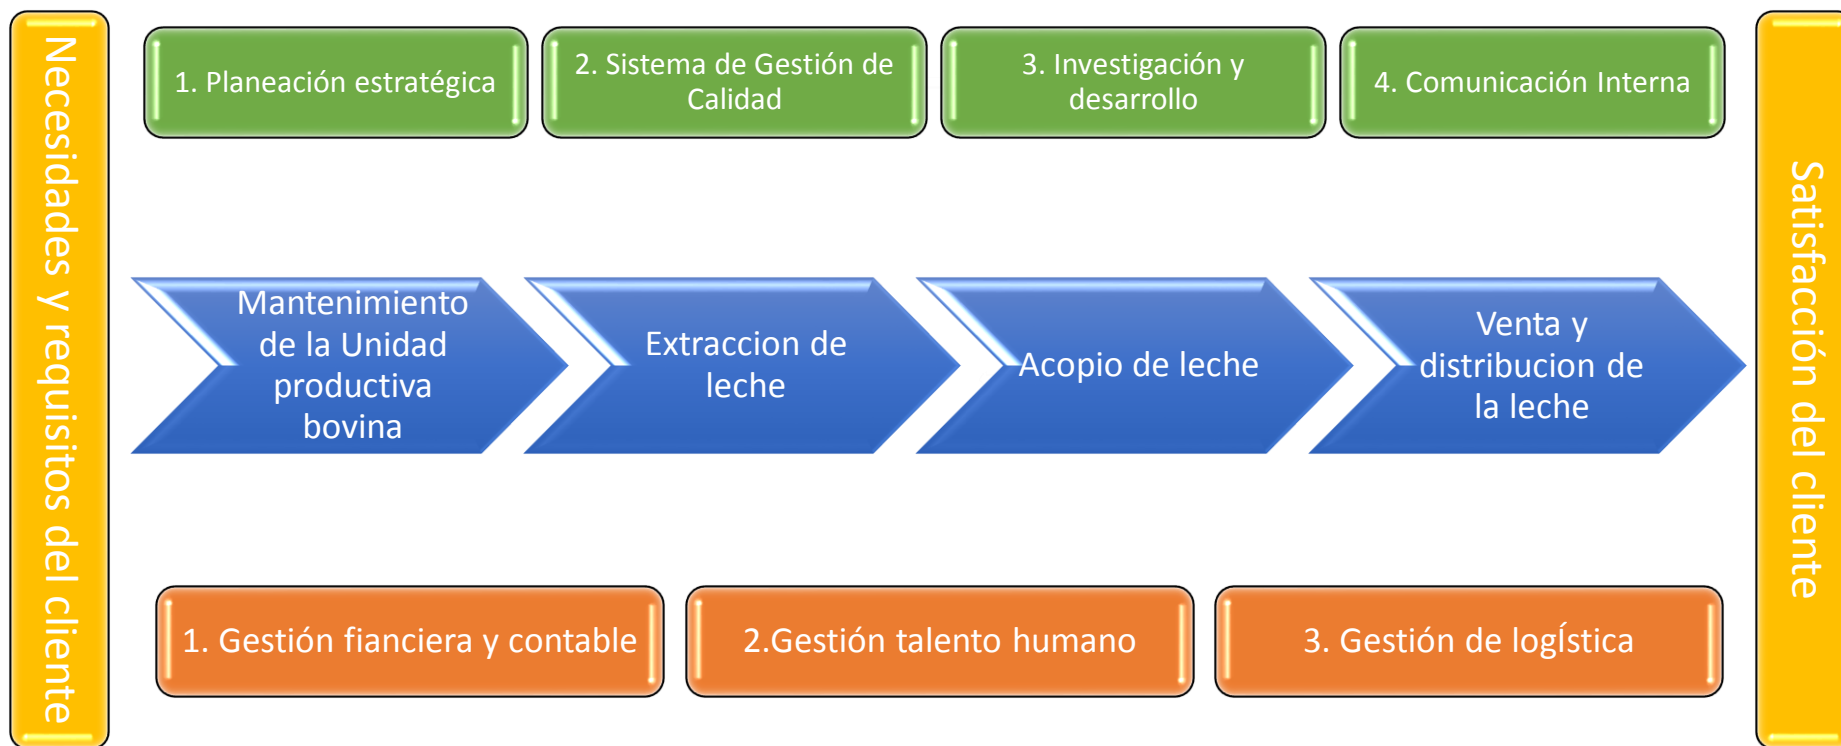 Necesidades y requisitos del cliente
1. Planeación estratégica
2. Sistema de Gestión de
Calidad
3. Investigación y
desarrollo
4. Comunicación Interna
Mantenimiento
de la Unidad
productiva
bovina
Extraccion de
leche
Acopio de leche
Venta y
distribucion de
la leche
1. Gestión fianciera y contable
2.Gestión talento humano
3. Gestión de logÍstica
Satisfacción del cliente